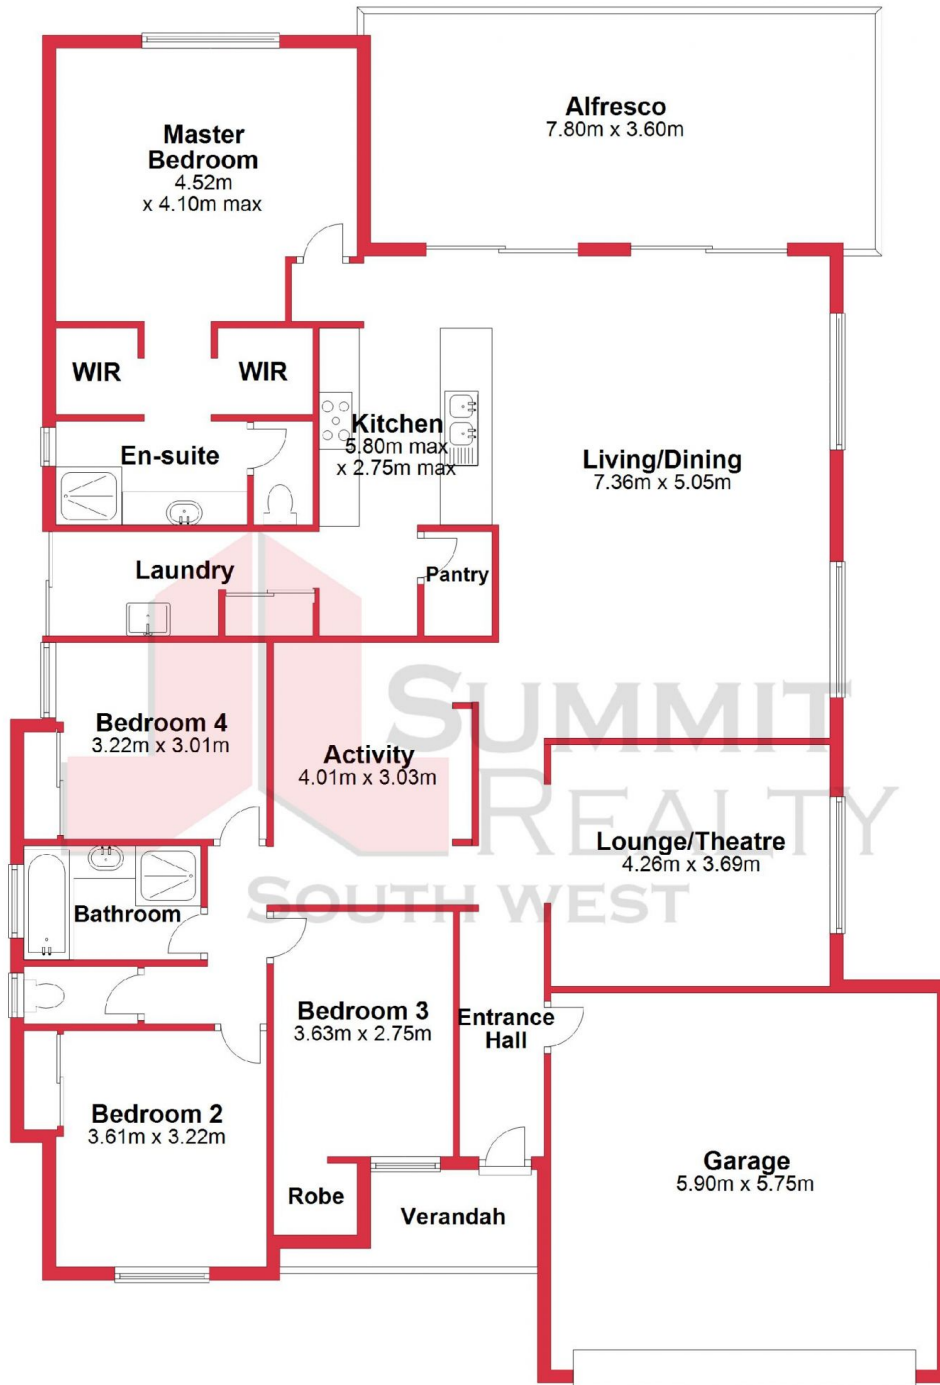 Alfresco
7.80m x 3.60m
Master
Bedroom
4.52m
x 4.10m max
WIR
WIR
Kitchen
5.80m max
x 2.75m max
En-suite
Living/Dining
7.36m x 5.05m
Laundry
Pantry
Bedroom 4
3.22m x 3.01m
Activity
4.01m x 3.03m
SUMMIT
REALTY
SOUTH WEST
Lounge/Theatre
4.26m x 3.69m
Bathroom
Bedroom 3
3.63m x 2.75m
Entrance
Hall
Bedroom 2
3.61m x 3.22m
Garage
5.90m x 5.75m
Robe
Verandah